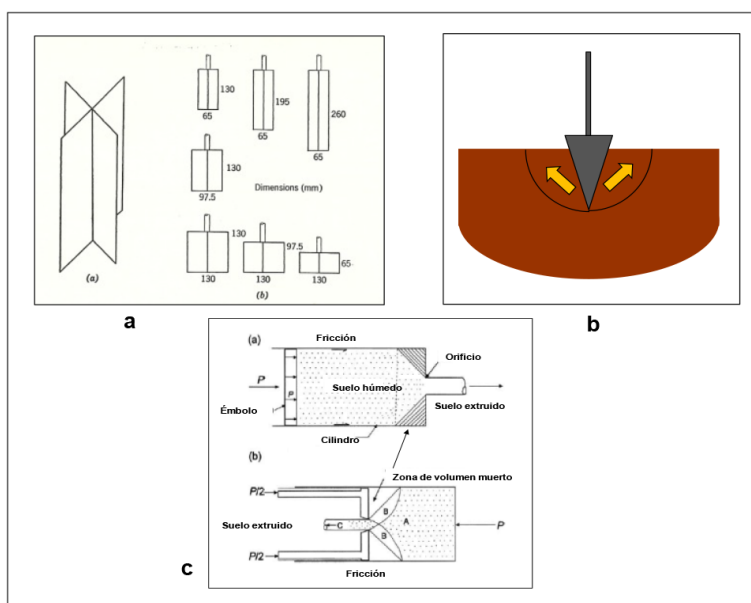 130
195
260
65
65
65
130
97.5
Dimensions (mm)
130
97.5
65
130
130
130
(a)
(b)
a
b
(a)
Fricción
Orificio
P
P
Suelo húmedo
Émbolo
Suelo extruido
Cilindro
(b)
Zona de volumen muerto
P/2
B
A
Suelo extruido
C
P
B
P/2
c
Fricción